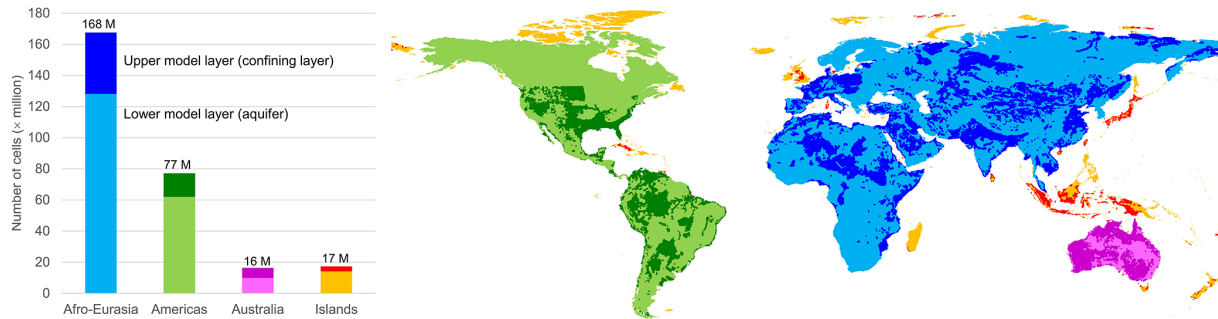 180
168 M
160
Upper model layer (confining layer)
140
120
Lower model layer (aquifer)
100
80
77 M
60
40
20
16 M
17 M
0
Number of cells (× million)
Afro-Eurasia
Americas
Australia
Islands